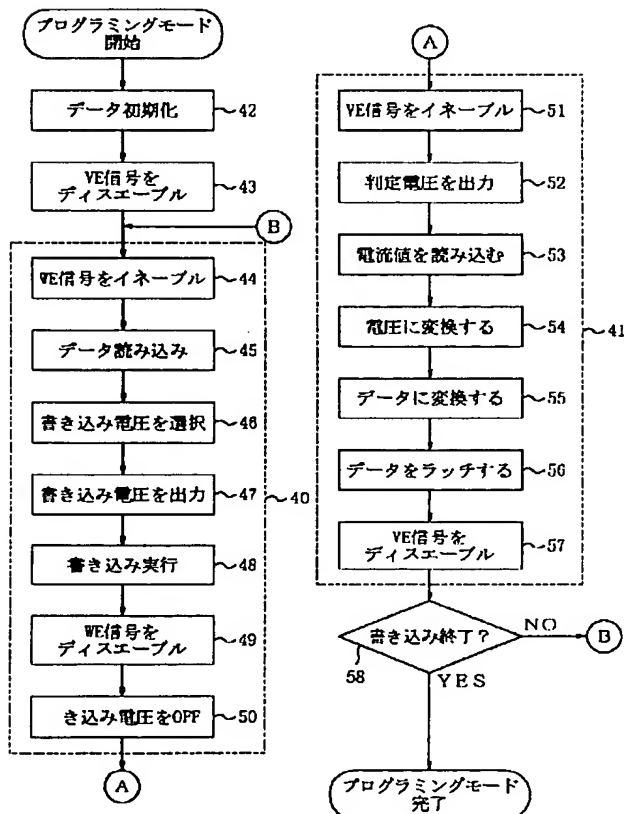 プログラミングモード
開始
データ初期化
42
VE信号を
ディスエーブル
43
B
WE信号をイネーブル
44
データ読み込み
45
書き込み電圧を選択
46
書き込み電圧を出力
47
40
書き込み実行
48
WE信号を
ディスエーブル
49
き込み電圧をOFF
50
A
A
VE信号をイネーブル
51
判定電圧を出力
52
電流値を読み込む
53
電圧に変換する
54
41
データに変換する
55
データをラッチする
56
VE信号を
ディスエーブル
57
書き込み終了?
NO
B
58
YES
プログラミングモード
完了